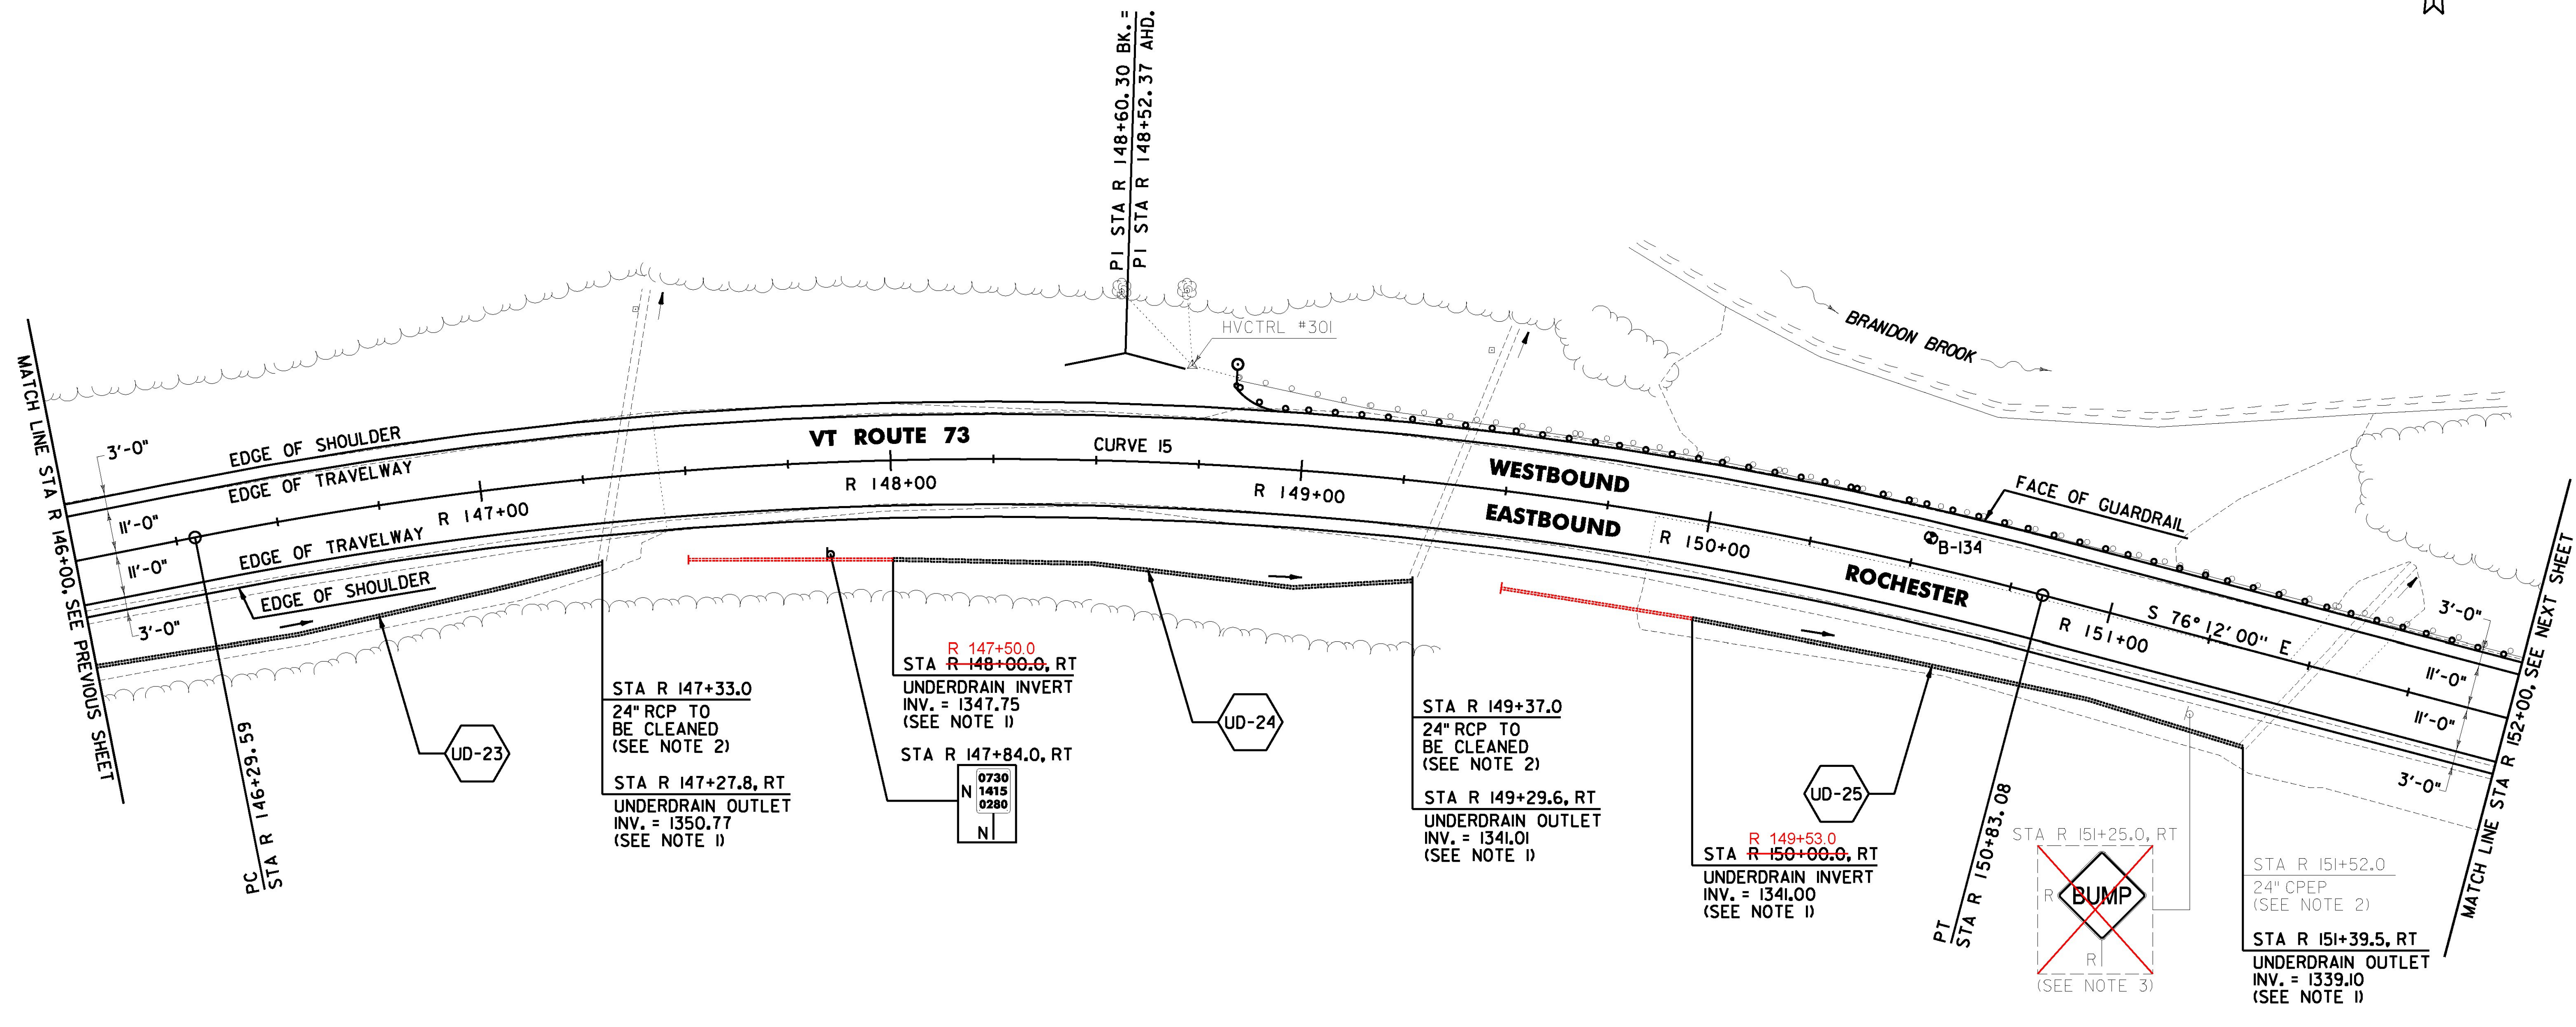 PI STA R 148+60.30 BK.=
PI STA R 148+52.37 AHD.
MATCH LINE STA R 146+00, SEE PREVIOUS SHEET
3'-0"
11'-0"
11'-0"
3'-0"
EDGE OF SHOULDER
EDGE OF TRAVELWAY
EDGE OF TRAVELWAY
EDGE OF SHOULDER
R 147+00
VT ROUTE 73
R 148+00
CURVE 15
R 149+00
HVCTRL #301
WESTBOUND
EASTBOUND
R 150+00
BRANDON BROOK
FACE OF GUARDRAIL
B-134
ROCHESTER
S 76° 12' 00" E
R 151+00
3'-0"
11'-0"
11'-0"
3'-0"
MATCH LINE STA R 152+00, SEE NEXT SHEET
PC
STA R 146+29.59
UD-23
STA R 147+33.0
24" RCP TO
BE CLEANED
(SEE NOTE 2)
STA R 147+27.8, RT
UNDERDRAIN OUTLET
INV. = 1350.77
(SEE NOTE 1)
R 147+50.0
STA R 148+00.0, RT
UNDERDRAIN INVERT
INV. = 1347.75
(SEE NOTE 1)
STA R 147+84.0, RT
N
0730
1415
0280
N
UD-24
STA R 149+37.0
24" RCP TO
BE CLEANED
(SEE NOTE 2)
STA R 149+29.6, RT
UNDERDRAIN OUTLET
INV. = 1341.01
(SEE NOTE 1)
R 149+53.0
STA R 150+00.0, RT
UNDERDRAIN INVERT
INV. = 1341.00
(SEE NOTE 1)
UD-25
PT
STA R 150+83.08
STA R 151+25.0, RT
R
BUMP
R
(SEE NOTE 3)
STA R 151+52.0
24" CPEP
(SEE NOTE 2)
STA R 151+39.5, RT
UNDERDRAIN OUTLET
INV. = 1339.10
(SEE NOTE 1)